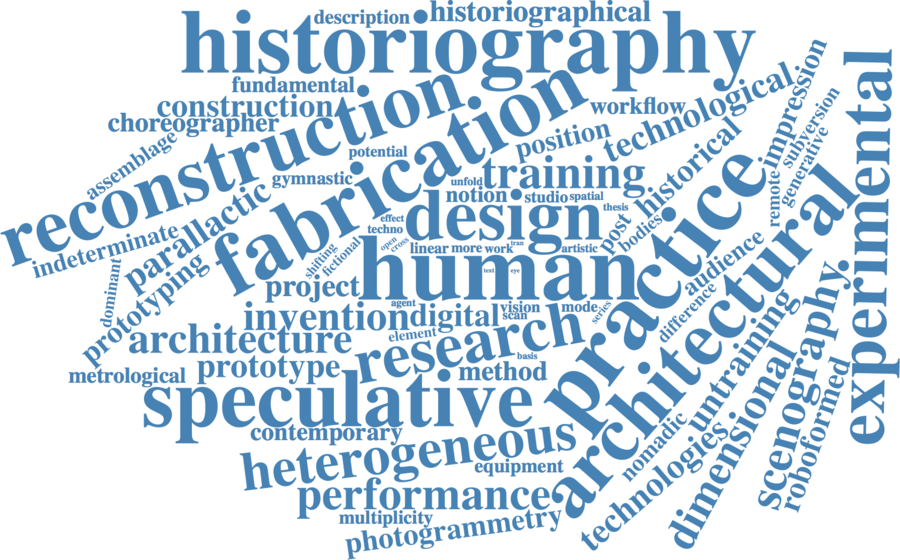 description
historiographical
historiography
fundamental
construction
choreographer
reconstruction
fabrication
workflow
technological
position
impression
subversion
generative
remote
experimental
assemblage
potential
gymnastic
parallactic
indeterminate
unfold
training
notion
studio
spatial
thesis
historical
post
bodies
practice
dominant
prototyping
effect
techno
design
shifting
fictional
open
cross
linear
more
work
tran
artistic
human
text
eye
project
agent
audience
difference
architectural
invention
digital
vision
scan
mode
series
element
architecture
research
basis
metrological
prototype
method
speculative
contemporary
heterogeneous
equipment
performance
multiplicity
photogrammetry
untraining
nomadic
technologies
dimensional
scenography
roboformed